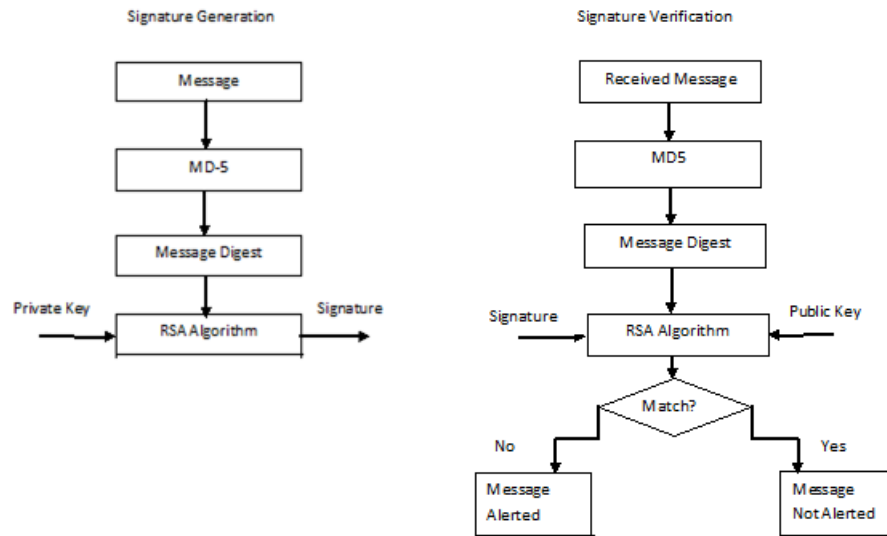 Signature Generation
Message
MD-5
Message Digest
Private Key
RSA Algorithm
Signature
Signature Verification
Received Message
MD5
Message Digest
Signature
RSA Algorithm
Public Key
Match?
No
Yes
Message
Alerted
Message
Not Alerted